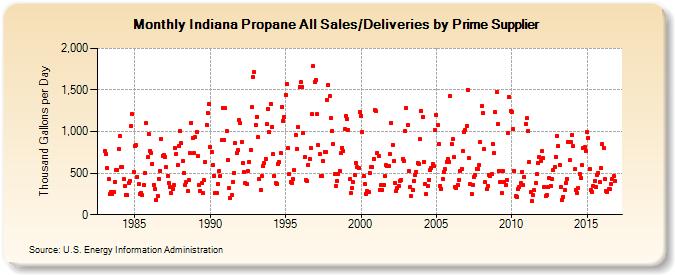 Monthly Indiana Propane All Sales/Deliveries by Prime Supplier
Thousand Gallons per Day
2,000
1,500
1,000
500
0
1985 1990 1995 2000 2005 2010 2015
Source: U.S. Energy Information Administration